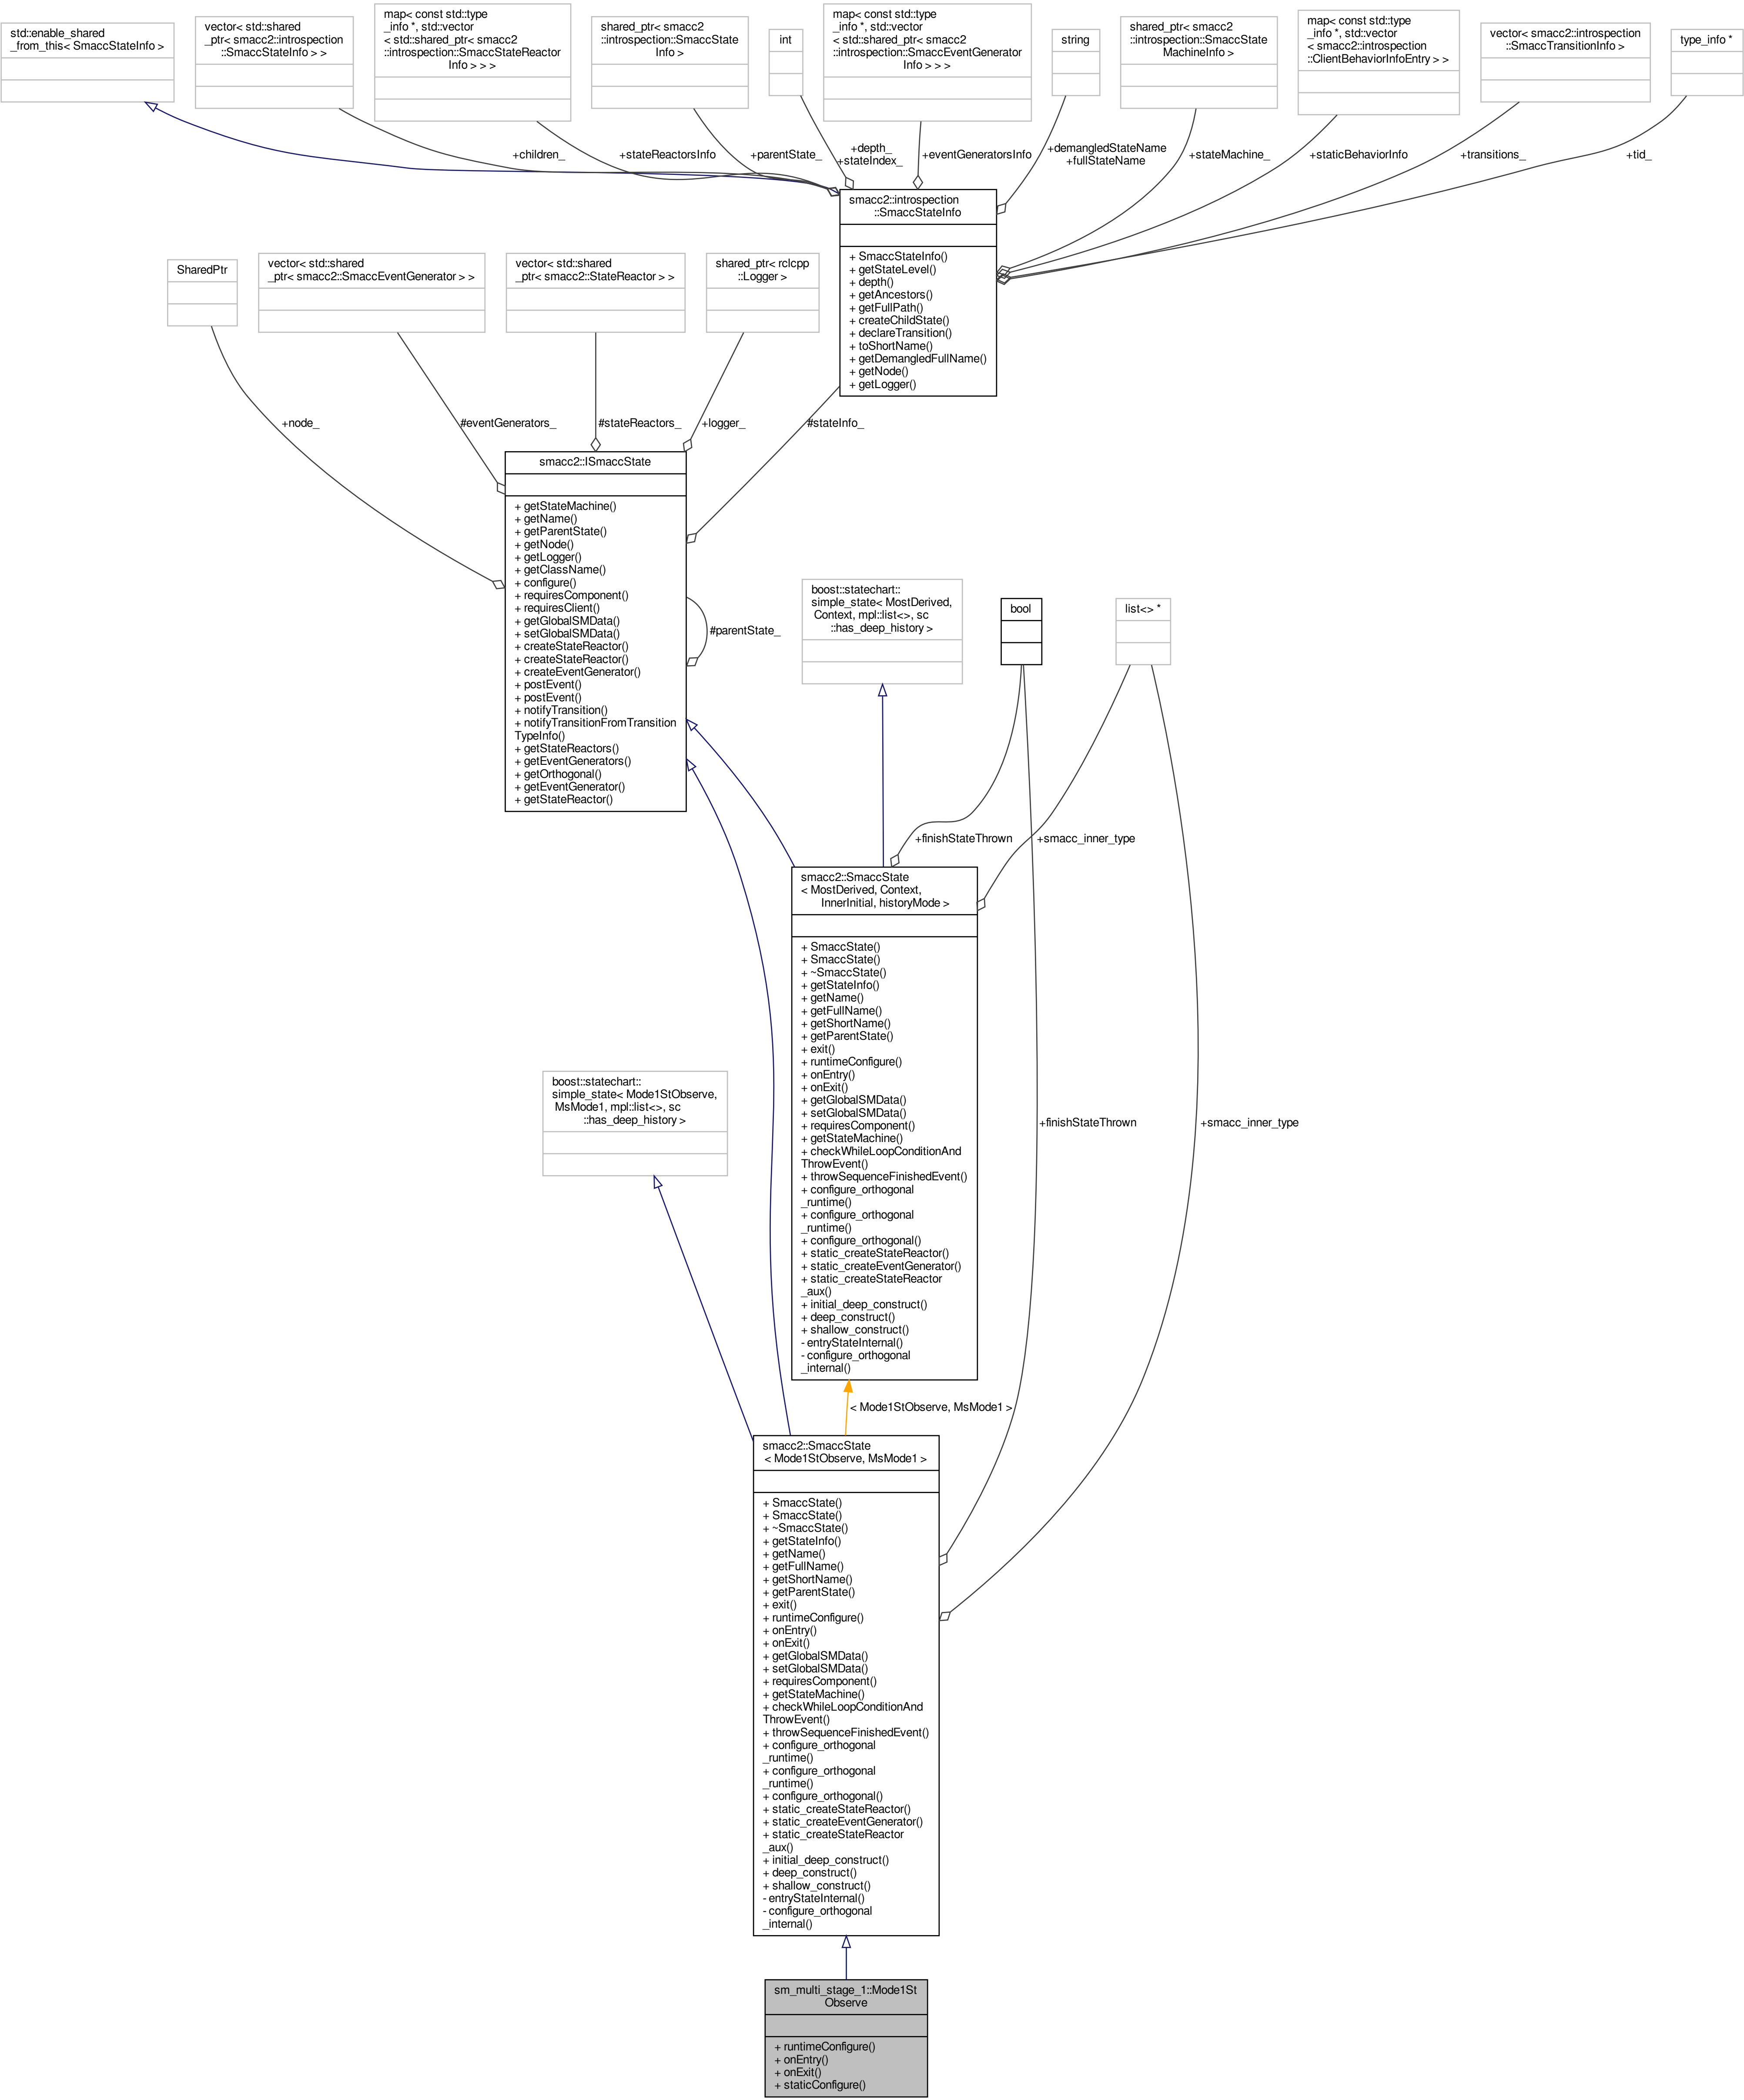 std::enable_shared
_from_this< SmaccStateInfo >
vector< std::shared
_ptr< smacc2::introspection
::SmaccStateInfo > >
map< const std::type
_info *, std::vector
< std::shared_ptr< smacc2
::introspection::SmaccStateReactor
Info > > >
shared_ptr< smacc2
::introspection::SmaccState
Info >
int
map< const std::type
_info *, std::vector
< std::shared_ptr< smacc2
::introspection::SmaccEventGenerator
Info > > >
string
shared_ptr< smacc2
::introspection::SmaccState
MachineInfo >
map< const std::type
_info *, std::vector
< smacc2::introspection
::ClientBehaviorInfoEntry > >
vector< smacc2::introspection
::SmaccTransitionInfo >
type_info *
+children_
+stateReactorsInfo
+parentState_
+depth_
+stateIndex_
+eventGeneratorsInfo
+demangledStateName
+fullStateName
+stateMachine_
+staticBehaviorInfo
+transitions_
+tid_
smacc2::introspection
::SmaccStateInfo
+ SmaccStateInfo()
+ getStateLevel()
+ depth()
+ getAncestors()
+ getFullPath()
+ createChildState()
+ declareTransition()
+ toShortName()
+ getDemangledFullName()
+ getNode()
+ getLogger()
SharedPtr
vector< std::shared
_ptr< smacc2::SmaccEventGenerator > >
vector< std::shared
_ptr< smacc2::StateReactor > >
shared_ptr< rclcpp
::Logger >
+node_
#eventGenerators_
#stateReactors_
+logger_
#stateInfo_
smacc2::ISmaccState
+ getStateMachine()
+ getName()
+ getParentState()
+ getNode()
+ getLogger()
+ getClassName()
+ configure()
+ requiresComponent()
+ requiresClient()
+ getGlobalSMData()
+ setGlobalSMData()
+ createStateReactor()
+ createStateReactor()
+ createEventGenerator()
+ postEvent()
+ postEvent()
+ notifyTransition()
+ notifyTransitionFromTransition
TypeInfo()
+ getStateReactors()
+ getEventGenerators()
+ getOrthogonal()
+ getEventGenerator()
+ getStateReactor()
#parentState_
boost::statechart::
simple_state< MostDerived,
Context, mpl::list<>, sc
::has_deep_history >
bool
list<> *
+finishStateThrown
+smacc_inner_type
smacc2::SmaccState
< MostDerived, Context,
InnerInitial, historyMode >
+ SmaccState()
+ SmaccState()
+ ~SmaccState()
+ getStateInfo()
+ getName()
+ getFullName()
+ getShortName()
+ getParentState()
+ exit()
+ runtimeConfigure()
+ onEntry()
+ onExit()
+ getGlobalSMData()
+ setGlobalSMData()
+ requiresComponent()
+ getStateMachine()
+ checkWhileLoopConditionAnd
ThrowEvent()
+ throwSequenceFinishedEvent()
+ configure_orthogonal
_runtime()
+ configure_orthogonal
_runtime()
+ configure_orthogonal()
+ static_createStateReactor()
+ static_createEventGenerator()
+ static_createStateReactor
_aux()
+ initial_deep_construct()
+ deep_construct()
+ shallow_construct()
- entryStateInternal()
- configure_orthogonal
_internal()
boost::statechart::
simple_state< Mode1StObserve,
MsMode1, mpl::list<>, sc
::has_deep_history >
+finishStateThrown
+smacc_inner_type
< Mode1StObserve, MsMode1 >
smacc2::SmaccState
< Mode1StObserve, MsMode1 >
+ SmaccState()
+ SmaccState()
+ ~SmaccState()
+ getStateInfo()
+ getName()
+ getFullName()
+ getShortName()
+ getParentState()
+ exit()
+ runtimeConfigure()
+ onEntry()
+ onExit()
+ getGlobalSMData()
+ setGlobalSMData()
+ requiresComponent()
+ getStateMachine()
+ checkWhileLoopConditionAnd
ThrowEvent()
+ throwSequenceFinishedEvent()
+ configure_orthogonal
_runtime()
+ configure_orthogonal
_runtime()
+ configure_orthogonal()
+ static_createStateReactor()
+ static_createEventGenerator()
+ static_createStateReactor
_aux()
+ initial_deep_construct()
+ deep_construct()
+ shallow_construct()
- entryStateInternal()
- configure_orthogonal
_internal()
sm_multi_stage_1::Mode1St
Observe
+ runtimeConfigure()
+ onEntry()
+ onExit()
+ staticConfigure()